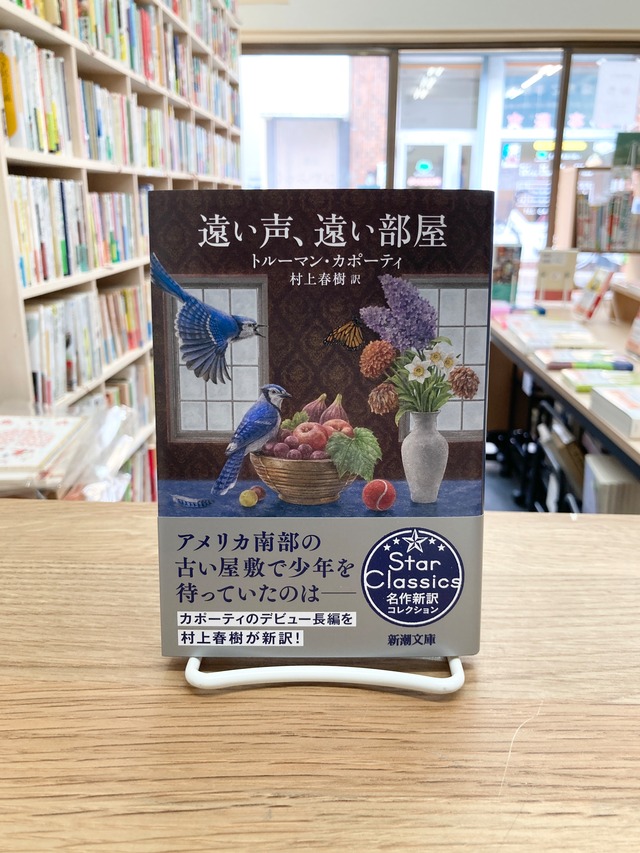 遠い声、遠い部屋
トルーマン・カポーティ
村上春樹 訳
アメリカ南部の
古い屋敷で少年を
待っていたのは──
カポーティのデビュー長編を
村上春樹が新訳!
Star
Classics
名作新訳
コレクション
新潮文庫